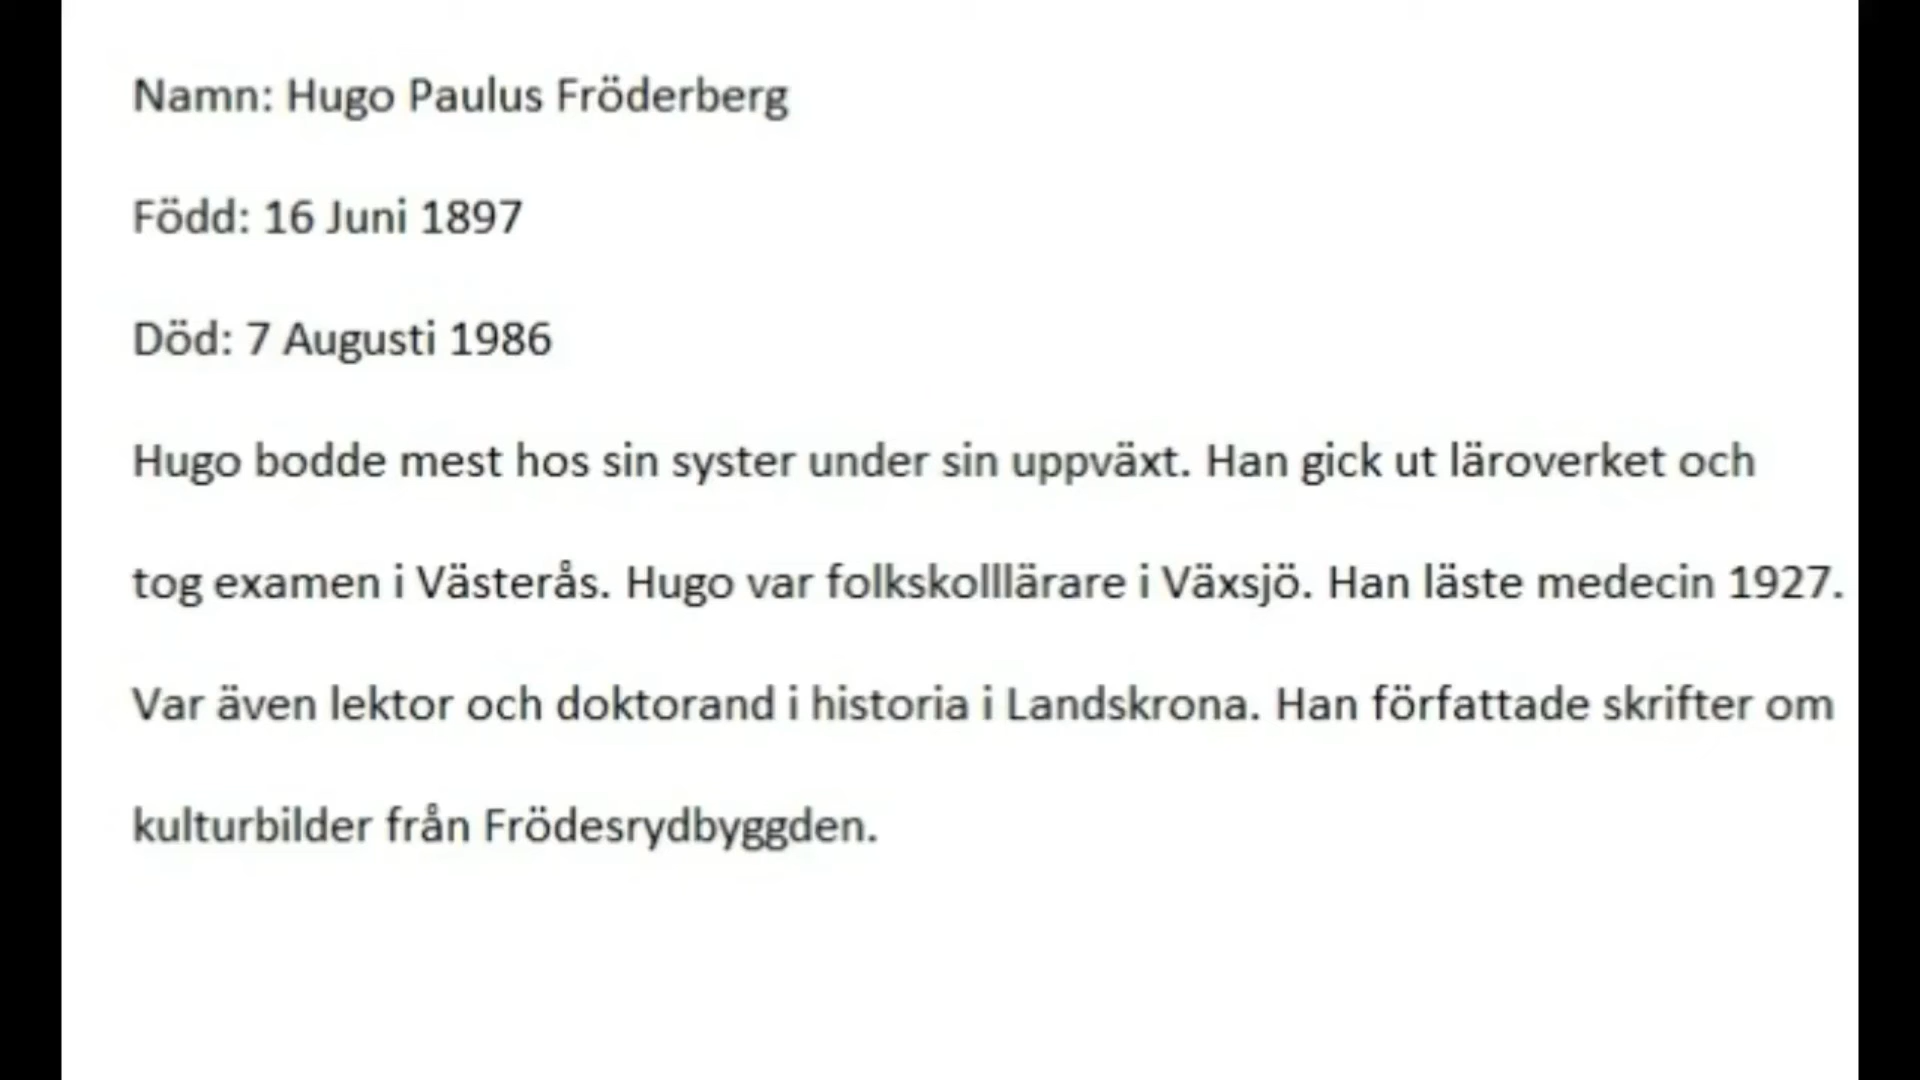 Namn: Hugo Paulus Fröderberg
Född: 16 Juni 1897
Död: 7 Augusti 1986
Hugo bodde mest hos sin syster under sin uppväxt. Han gick ut läroverket och
tog examen i Västerås. Hugo var folkskolllärare i Växsjö. Han läste medecin 1927.
Var även lektor och doktorand i historia i Landskrona. Han författade skrifter om
kulturbilder från Frödesrydbyggden.